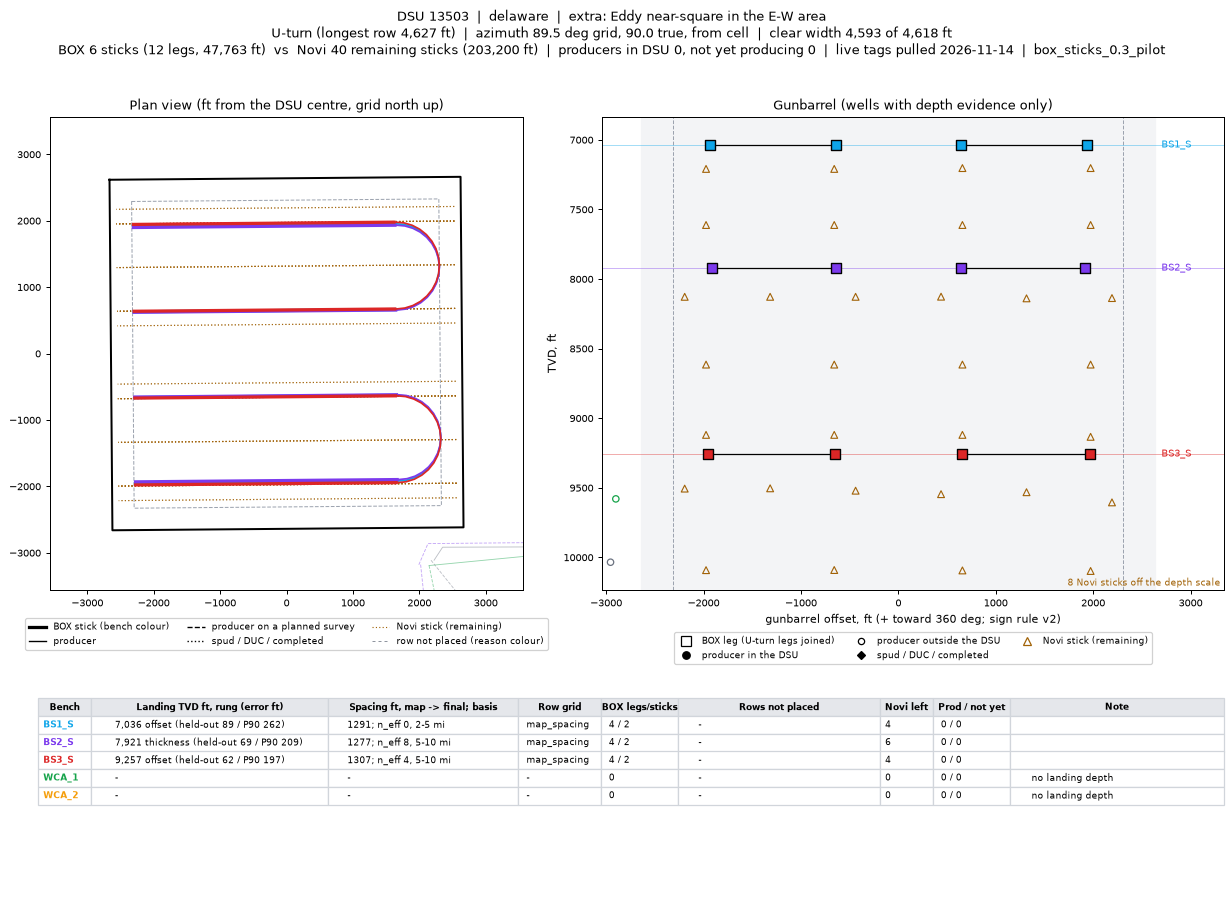 DSU 13503 | delaware | extra: Eddy near-square in the E-W area
U-turn (longest row 4,627 ft) | azimuth 89.5 deg grid, 90.0 true, from cell | clear width 4,593 of 4,618 ft
BOX 6 sticks (12 legs, 47,763 ft) vs Novi 40 remaining sticks (203,200 ft) | producers in DSU 0, not yet producing 0 | live tags pulled 2026-11-14 | box_sticks_0.3_pilot
Plan view (ft from the DSU centre, grid north up)
3000
2000
1000
0
−1000
−2000
−3000
−3000 −2000 −1000 0 1000 2000 3000
BOX stick (bench colour)
producer
producer on a planned survey
spud / DUC / completed
Novi stick (remaining)
row not placed (reason colour)
Gunbarrel (wells with depth evidence only)
TVD, ft
7000
7500
8000
8500
9000
9500
10000
BS1_S
BS2_S
BS3_S
8 Novi sticks off the depth scale
−3000 −2000 −1000 0 1000 2000 3000
gunbarrel offset, ft (+ toward 360 deg; sign rule v2)
BOX leg (U-turn legs joined)
producer in the DSU
producer outside the DSU
spud / DUC / completed
Novi stick (remaining)
Bench Landing TVD ft, rung (error ft) Spacing ft, map -> final; basis Row grid BOX legs/sticks Rows not placed Novi left Prod / not yet Note
BS1_S 7,036 offset (held-out 89 / P90 262) 1291; n_eff 0, 2-5 mi map_spacing 4 / 2 - 4 0 / 0
BS2_S 7,921 thickness (held-out 69 / P90 209) 1277; n_eff 8, 5-10 mi map_spacing 4 / 2 - 6 0 / 0
BS3_S 9,257 offset (held-out 62 / P90 197) 1307; n_eff 4, 5-10 mi map_spacing 4 / 2 - 4 0 / 0
WCA_1 - - - 0 - 0 0 / 0 no landing depth
WCA_2 - - - 0 - 0 0 / 0 no landing depth